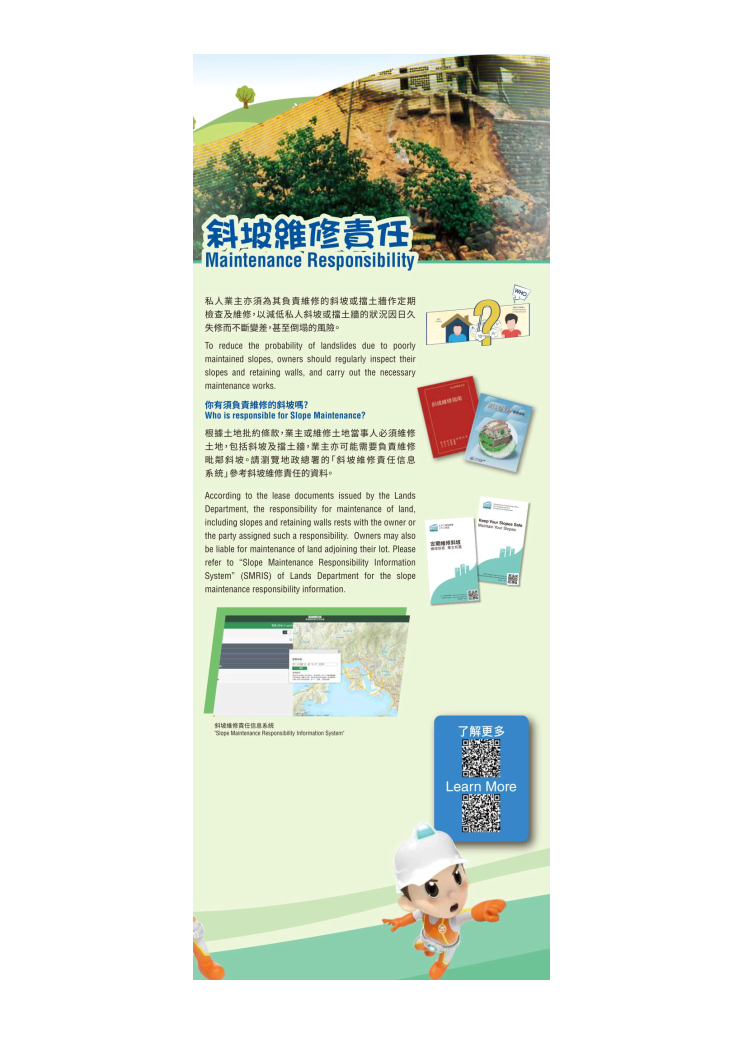 斜坡維修責任
Maintenance Responsibility
私人業主亦須為其負責維修的斜坡或擋土牆作定期
檢查及維修，以減低私人斜坡或擋土牆的狀況因日久
失修而不斷變差，甚至倒塌的風險。
WHO
To reduce the probability of landslides due to poorly
maintained slopes, owners should regularly inspect their
slopes and retaining walls, and carry out the necessary
maintenance works.
你有須負責維修的斜坡嗎？
Who is responsible for Slope Maintenance?
斜坡維修指南
根據土地批約條款，業主或維修土地當事人必須維修
土地，包括斜坡及擋土牆，業主亦可能需要負責維修
毗鄰斜坡。請瀏覽地政總署的「斜坡維修責任信息
系統」參考斜坡維修責任的資料。
According to the lease documents issued by the Lands
Department, the responsibility for maintenance of land,
including slopes and retaining walls rests with the owner or
the party assigned such a responsibility. Owners may also
be liable for maintenance of land adjoining their lot. Please
refer to “Slope Maintenance Responsibility Information
System” (SMRIS) of Lands Department for the slope
maintenance responsibility information.
Keep Your Slopes Safe
Maintain Your Slopes
定期維修斜坡
斜坡維修責任信息系統
"Slope Maintenance Responsibility Information System"
了解更多
Learn More